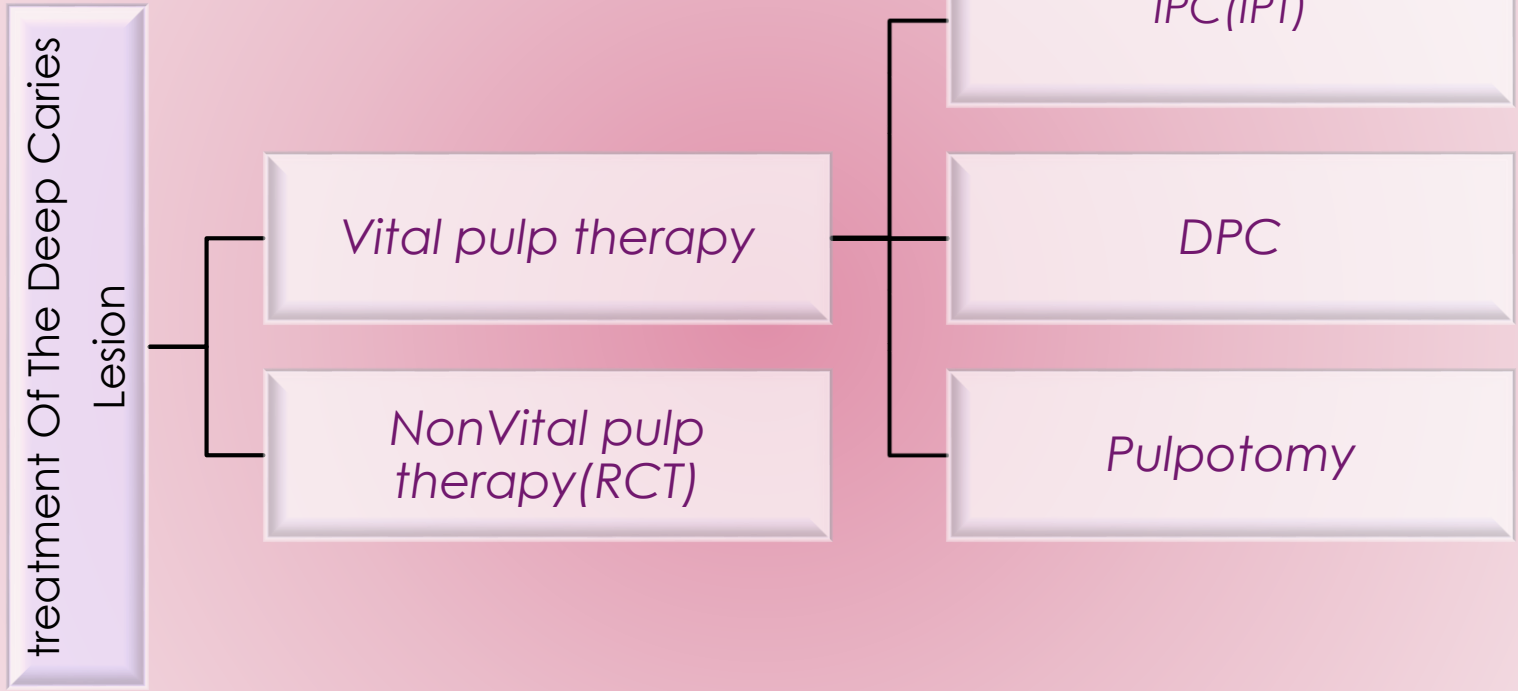 treatment Of The Deep Caries
Lesion
Vital pulp therapy
NonVital pulp
therapy(RCT)
IPC(IPT)
DPC
Pulpotomy